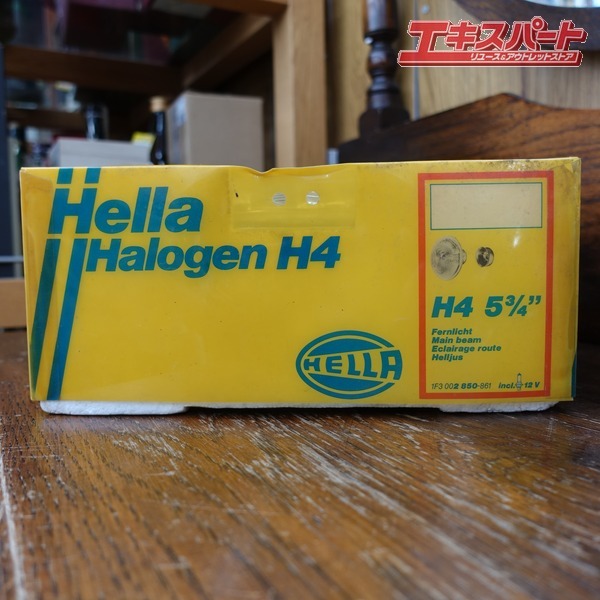 エキスパート
リユース&アウトレットストア
Hella
Halogen H4
HELLA
H4 5¾”
Fernlicht
Main beam
Eclairage route
Helljus
1F3 002 850-861 incl. 12 V